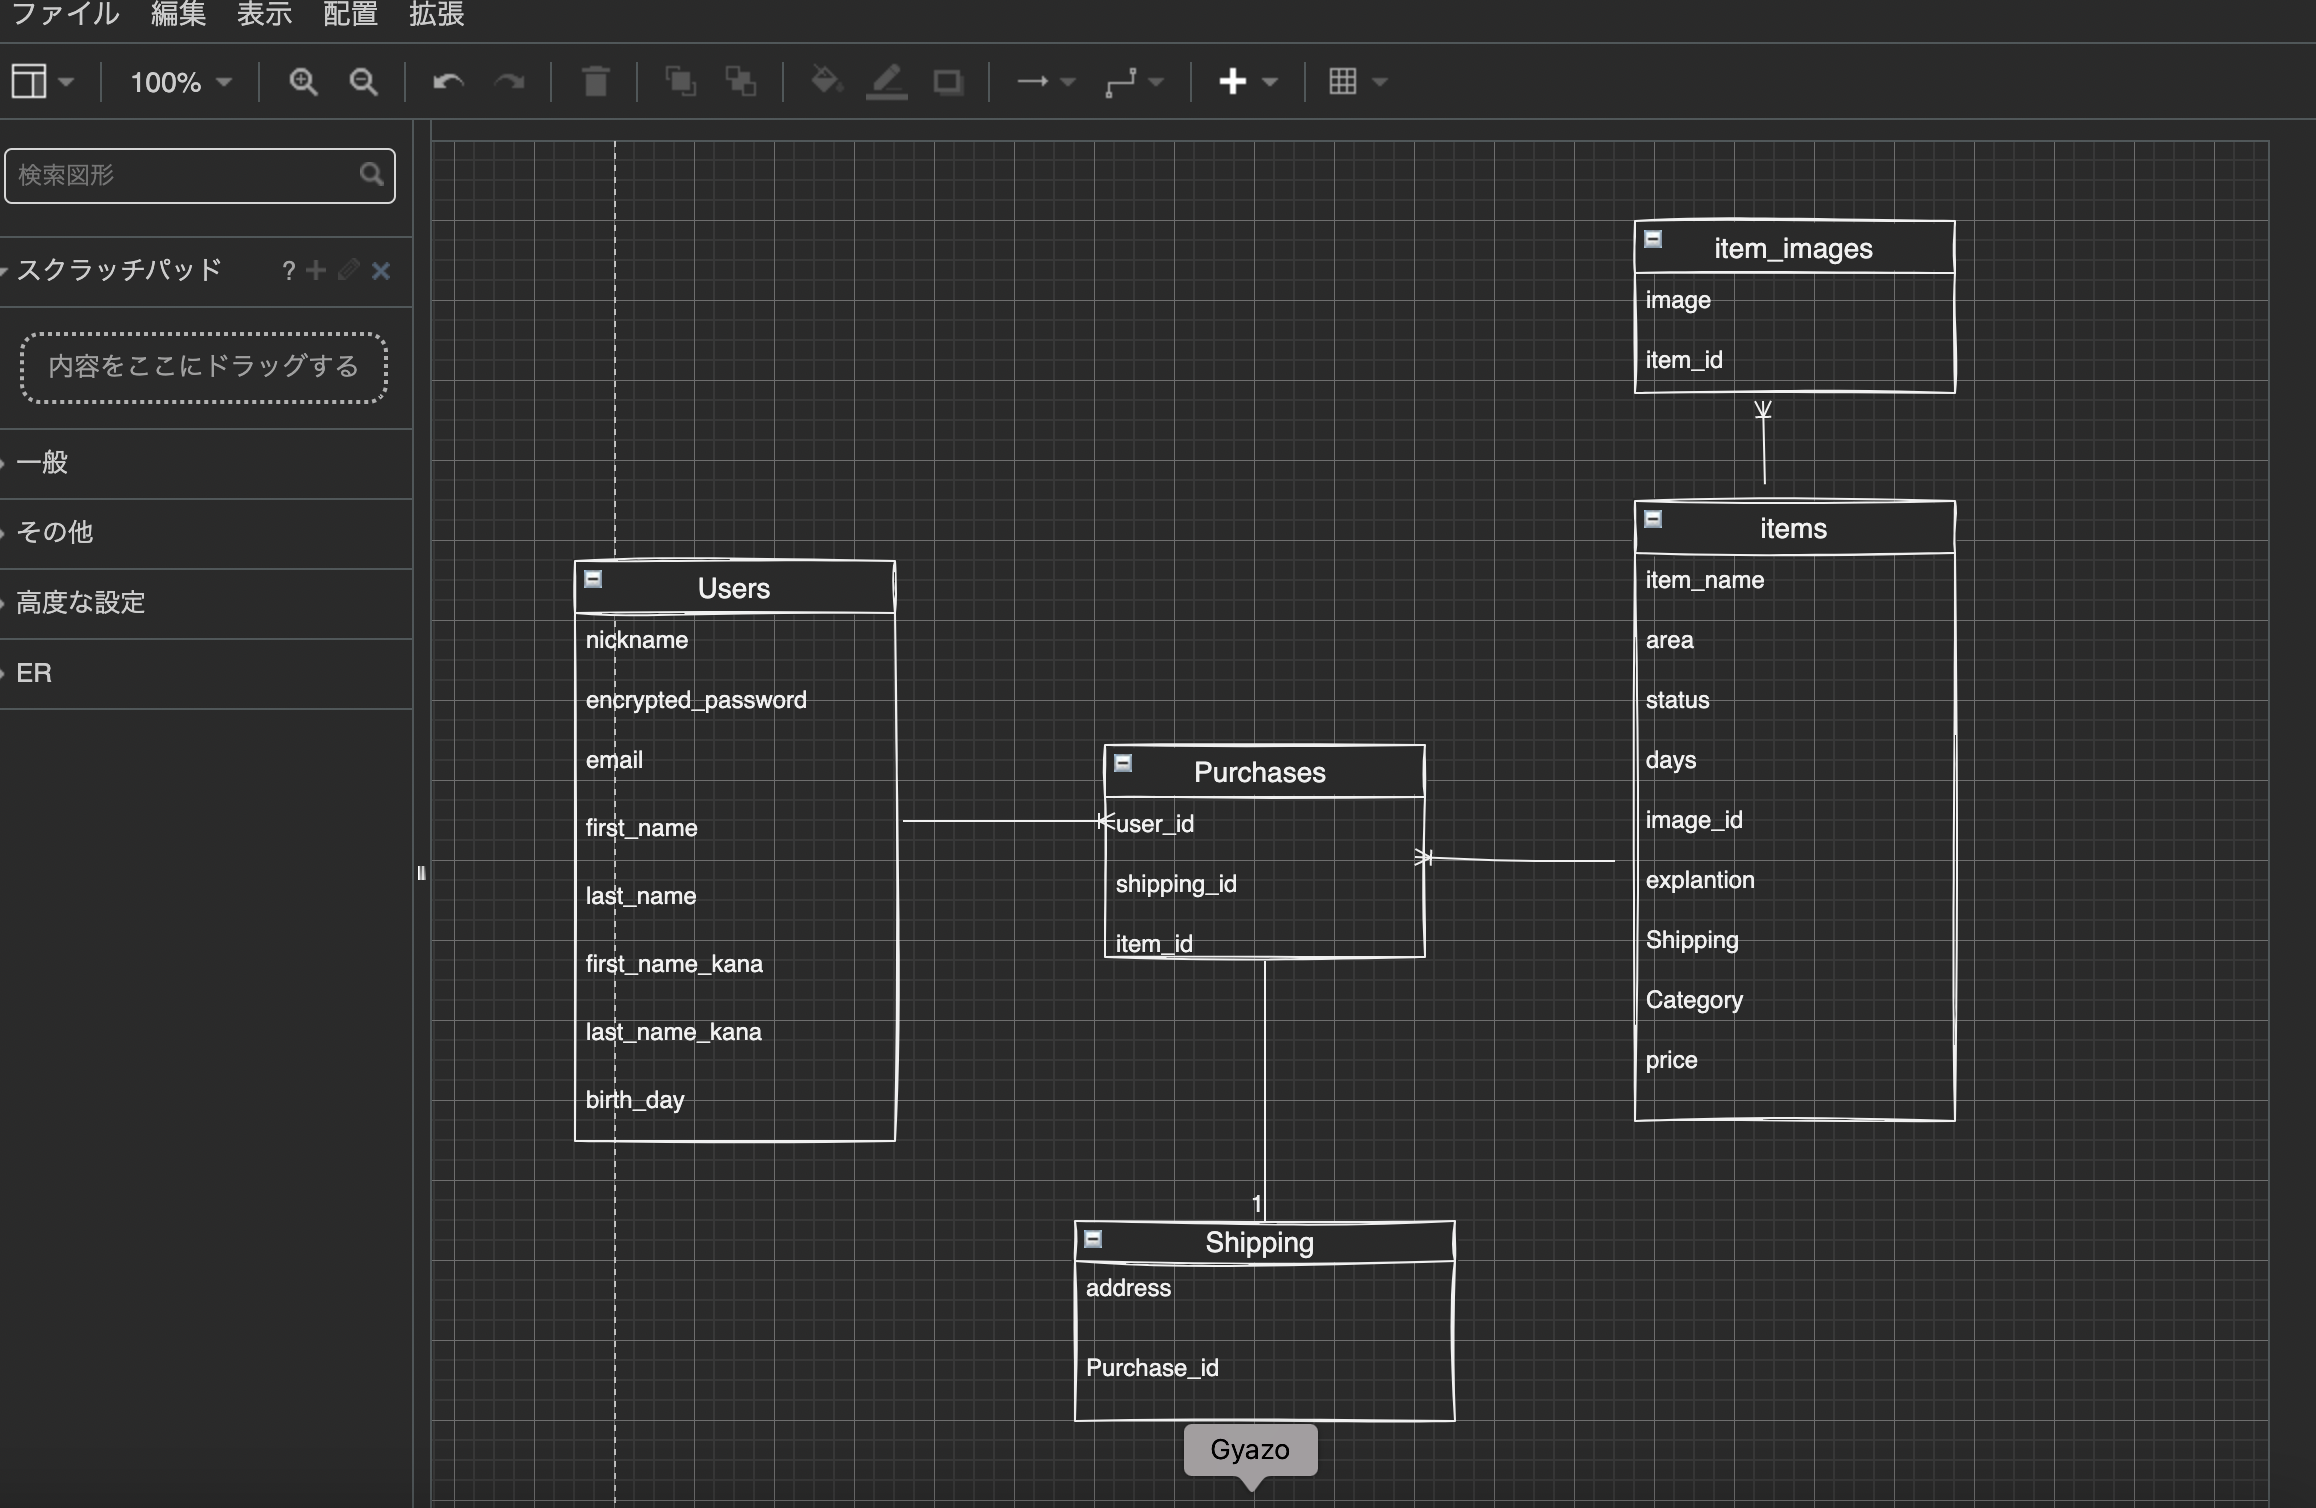 ファイル 編集 表示 配置 拡張
100%
検索図形
スクラッチパッド ?
内容をここにドラッグする
一般
その他
高度な設定
ER
item_images
image
item_id
items
item_name
area
status
days
image_id
explantion
Shipping
Category
price
Users
nickname
encrypted_password
email
first_name
last_name
first_name_kana
last_name_kana
birth_day
Purchases
user_id
shipping_id
item_id
1
Shipping
address
Purchase_id
Gyazo